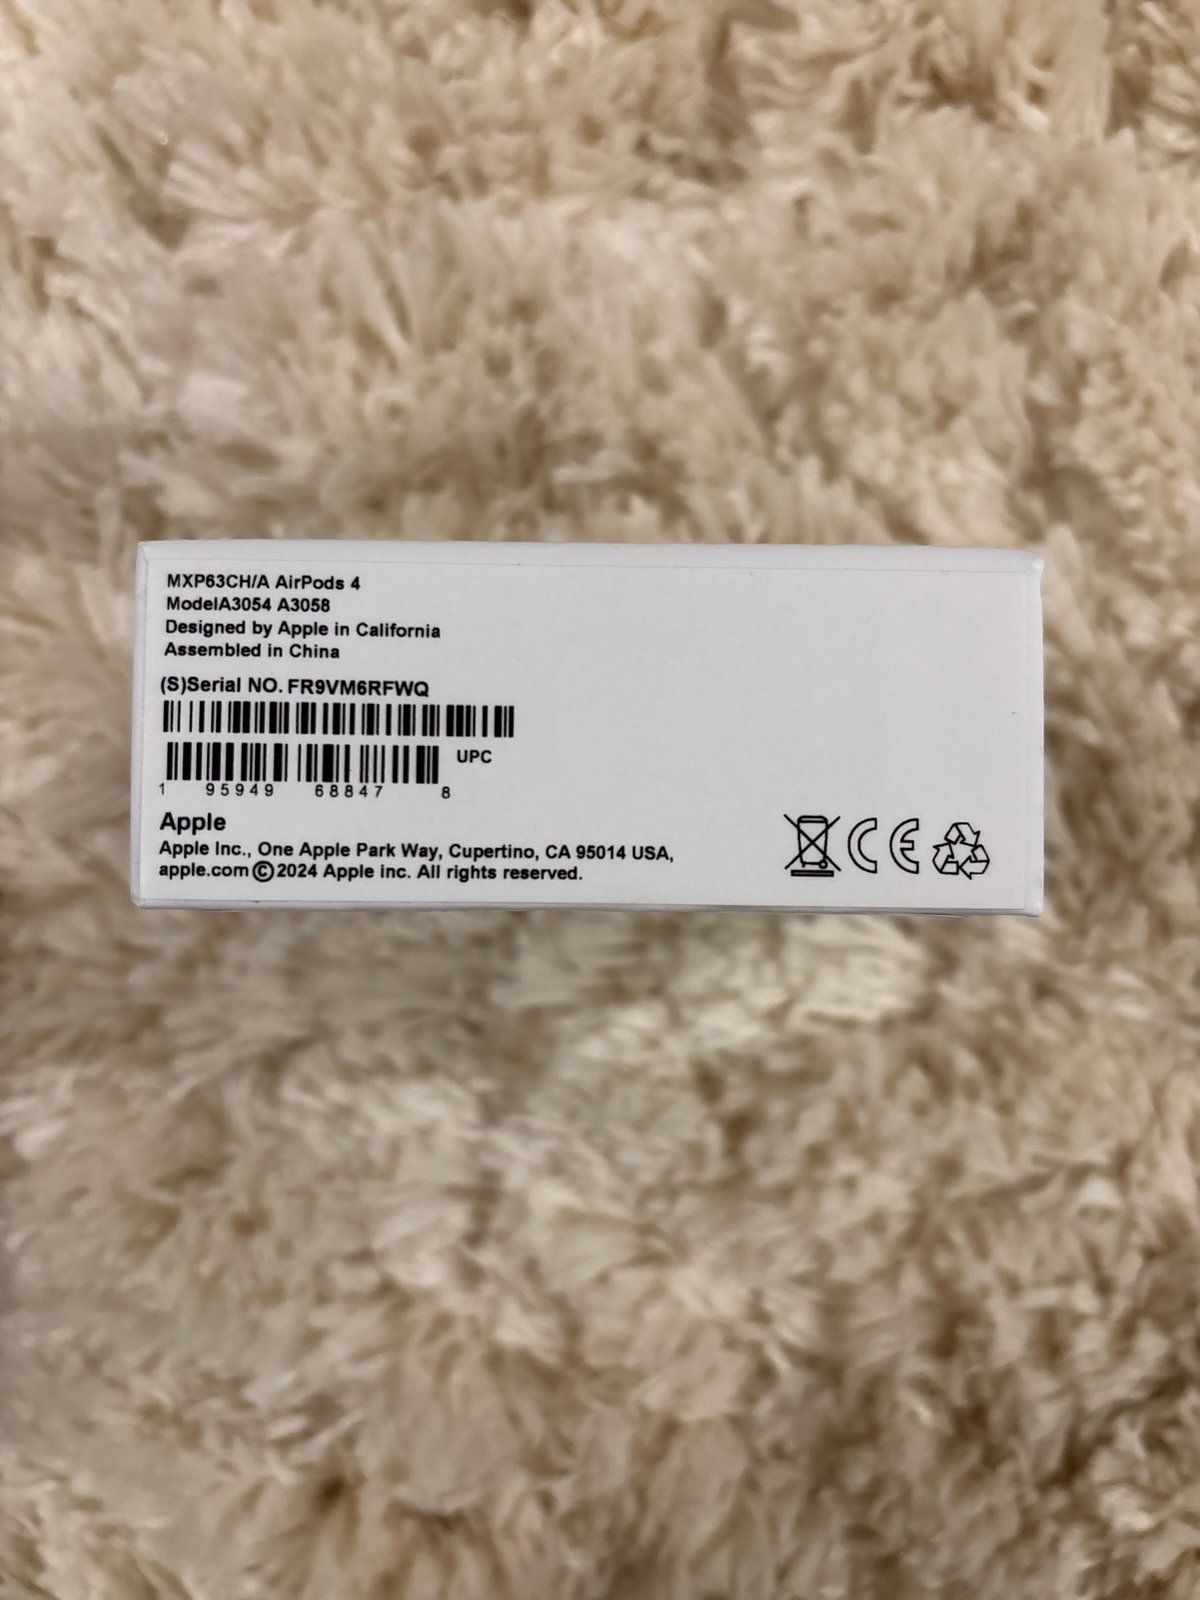 MXP63CH/A AirPods 4
ModelA3054 A3058
Designed by Apple in California
Assembled in China
(S)Serial NO. FR9VM6RFWQ
UPC
1 95949 68847 8
Apple
Apple Inc., One Apple Park Way, Cupertino, CA 95014 USA,
apple.com ©2024 Apple Inc. All rights reserved.
CE